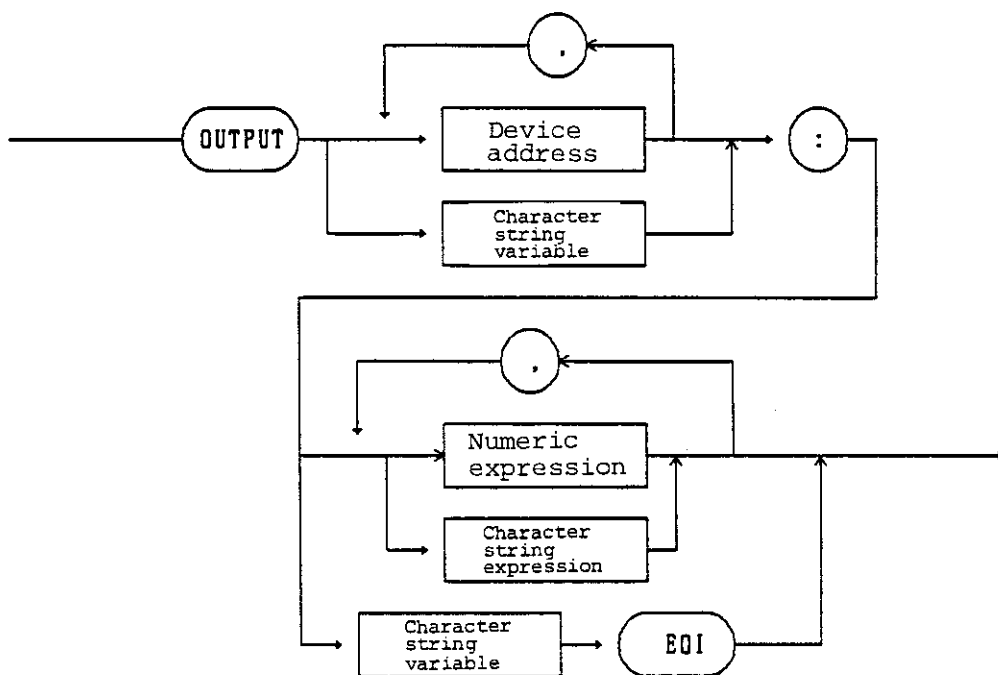 ,
OUTPUT
Device
address
:
Character
string
variable
,
Numeric
expression
Character
string
expression
Character
string
variable
EOI